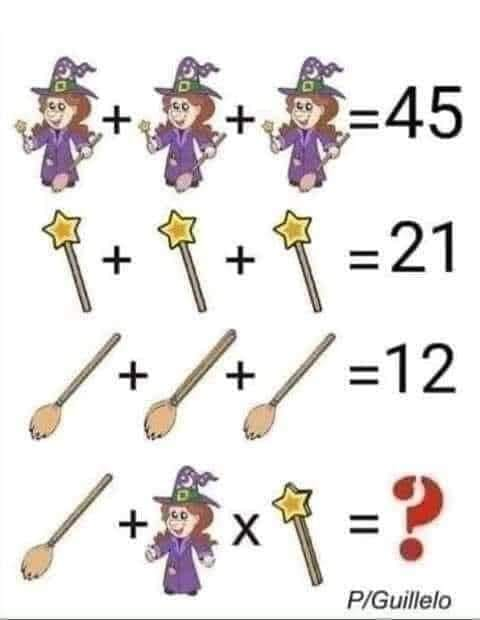 + + =45
+ + =21
+ + =12
+ x = ?
P/Guillelo